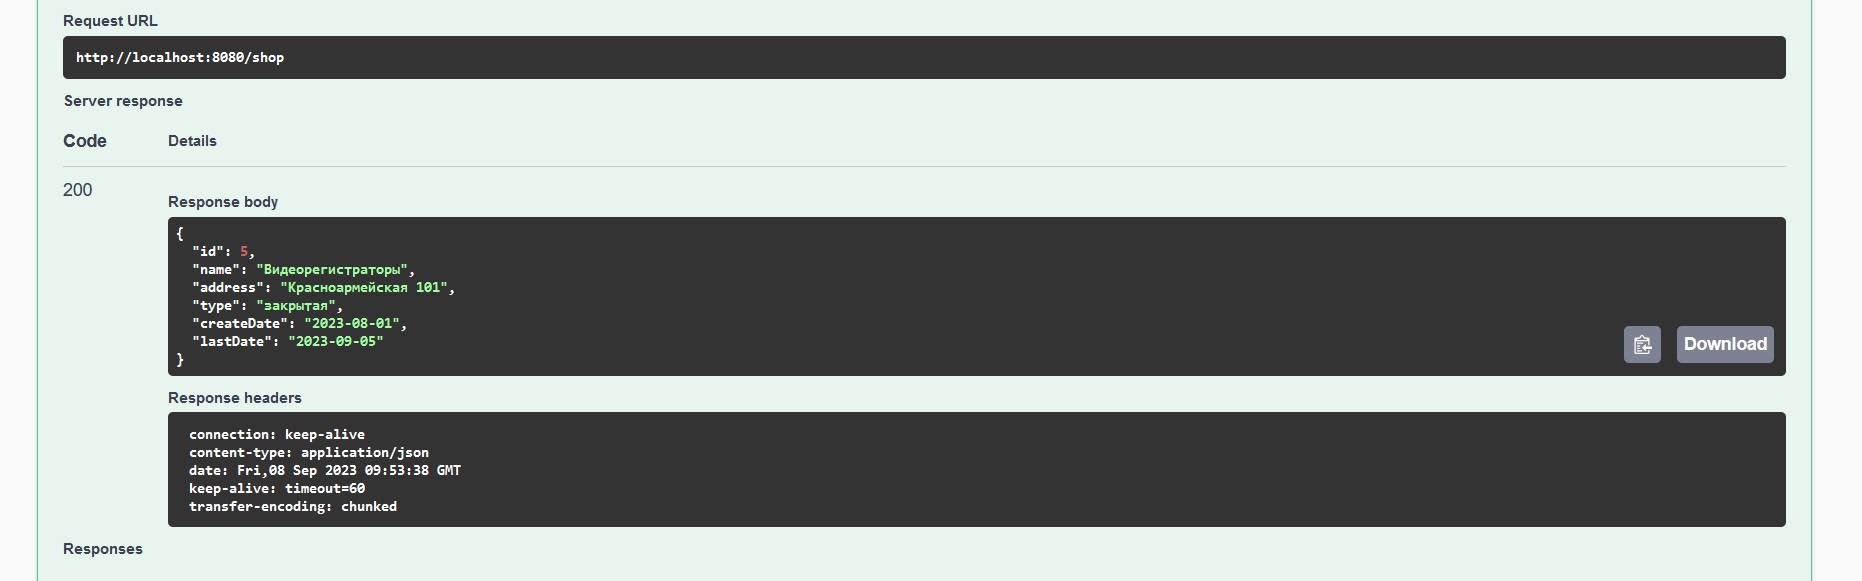 Request URL
http://localhost:8080/shop
Server response
Code Details
200
Response body
{
"id": 5,
"name": "Видеорегистраторы",
"address": "Красноармейская 101",
"type": "закрытая",
"createDate": "2023-08-01",
"lastDate": "2023-09-05"
}
Download
Response headers
connection: keep-alive
content-type: application/json
date: Fri,08 Sep 2023 09:53:38 GMT
keep-alive: timeout=60
transfer-encoding: chunked
Responses